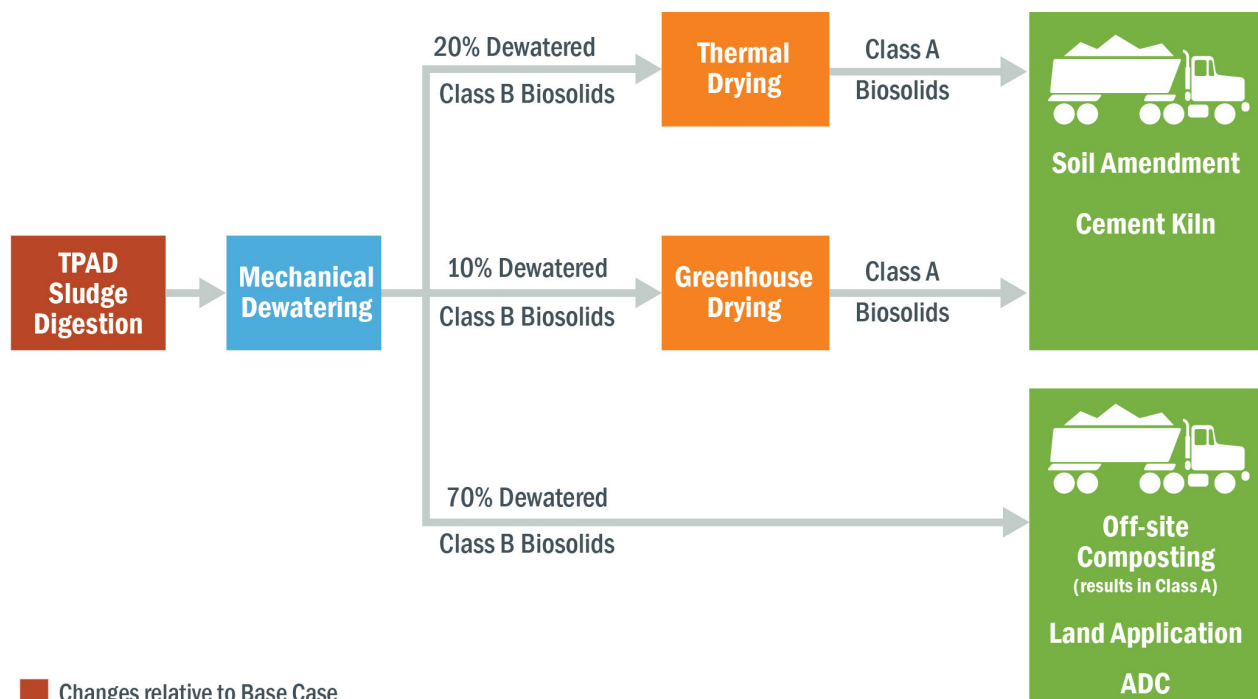 TPAD
Sludge
Digestion
Mechanical
Dewatering
20% Dewatered
Class B Biosolids
Thermal
Drying
Class A
Biosolids
10% Dewatered
Class B Biosolids
Greenhouse
Drying
Class A
Biosolids
Soil Amendment
Cement Kiln
70% Dewatered
Class B Biosolids
Off-site
Composting
(results in Class A)
Land Application
ADC
Changes relative to Base Case